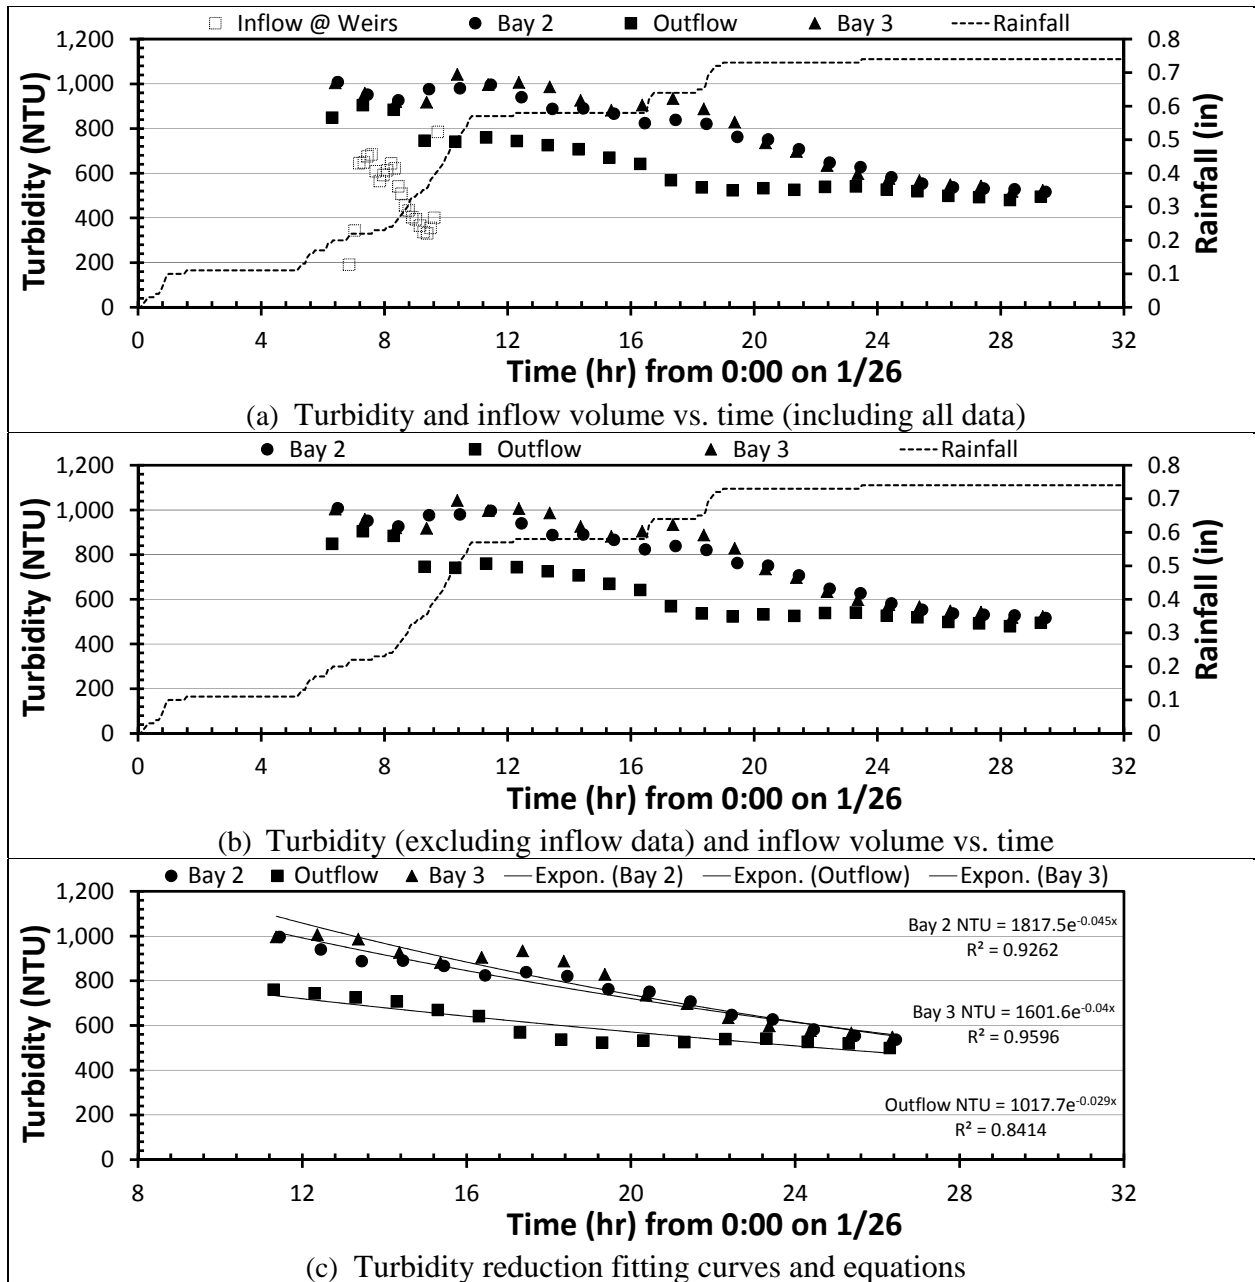 Inflow @ Weirs Bay 2 Outflow Bay 3 Rainfall
1,200
1,000
800
600
400
200
0
Turbidity (NTU)
0.8
0.7
0.6
0.5
0.4
0.3
0.2
0.1
0
Rainfall (in)
0 4 8 12 16 20 24 28 32
Time (hr) from 0:00 on 1/26
(a) Turbidity and inflow volume vs. time (including all data)
Bay 2 Outflow Bay 3 Rainfall
1,200
1,000
800
600
400
200
0
Turbidity (NTU)
0.8
0.7
0.6
0.5
0.4
0.3
0.2
0.1
0
Rainfall (in)
0 4 8 12 16 20 24 28 32
Time (hr) from 0:00 on 1/26
(b) Turbidity (excluding inflow data) and inflow volume vs. time
Bay 2 Outflow Bay 3 Expon. (Bay 2) Expon. (Outflow) Expon. (Bay 3)
1,200
1,000
800
600
400
200
0
Turbidity (NTU)
Bay 2 NTU = 1817.5e^-0.045x
R² = 0.9262
Bay 3 NTU = 1601.6e^-0.04x
R² = 0.9596
Outflow NTU = 1017.7e^-0.029x
R² = 0.8414
8 12 16 20 24 28 32
Time (hr) from 0:00 on 1/26
(c) Turbidity reduction fitting curves and equations